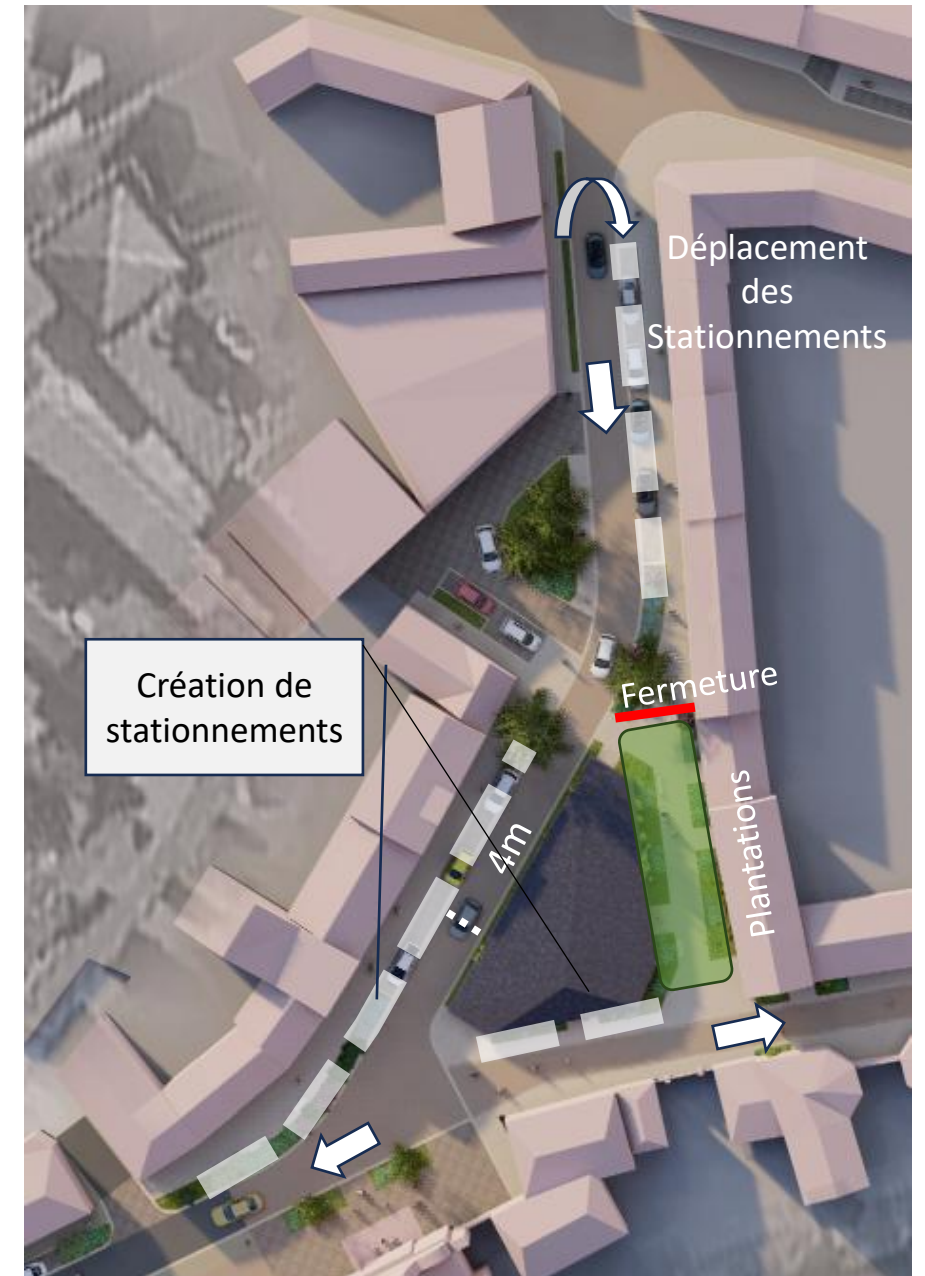 Déplacement
des
Stationnements
Création de
stationnements
Fermeture
4m
Plantations